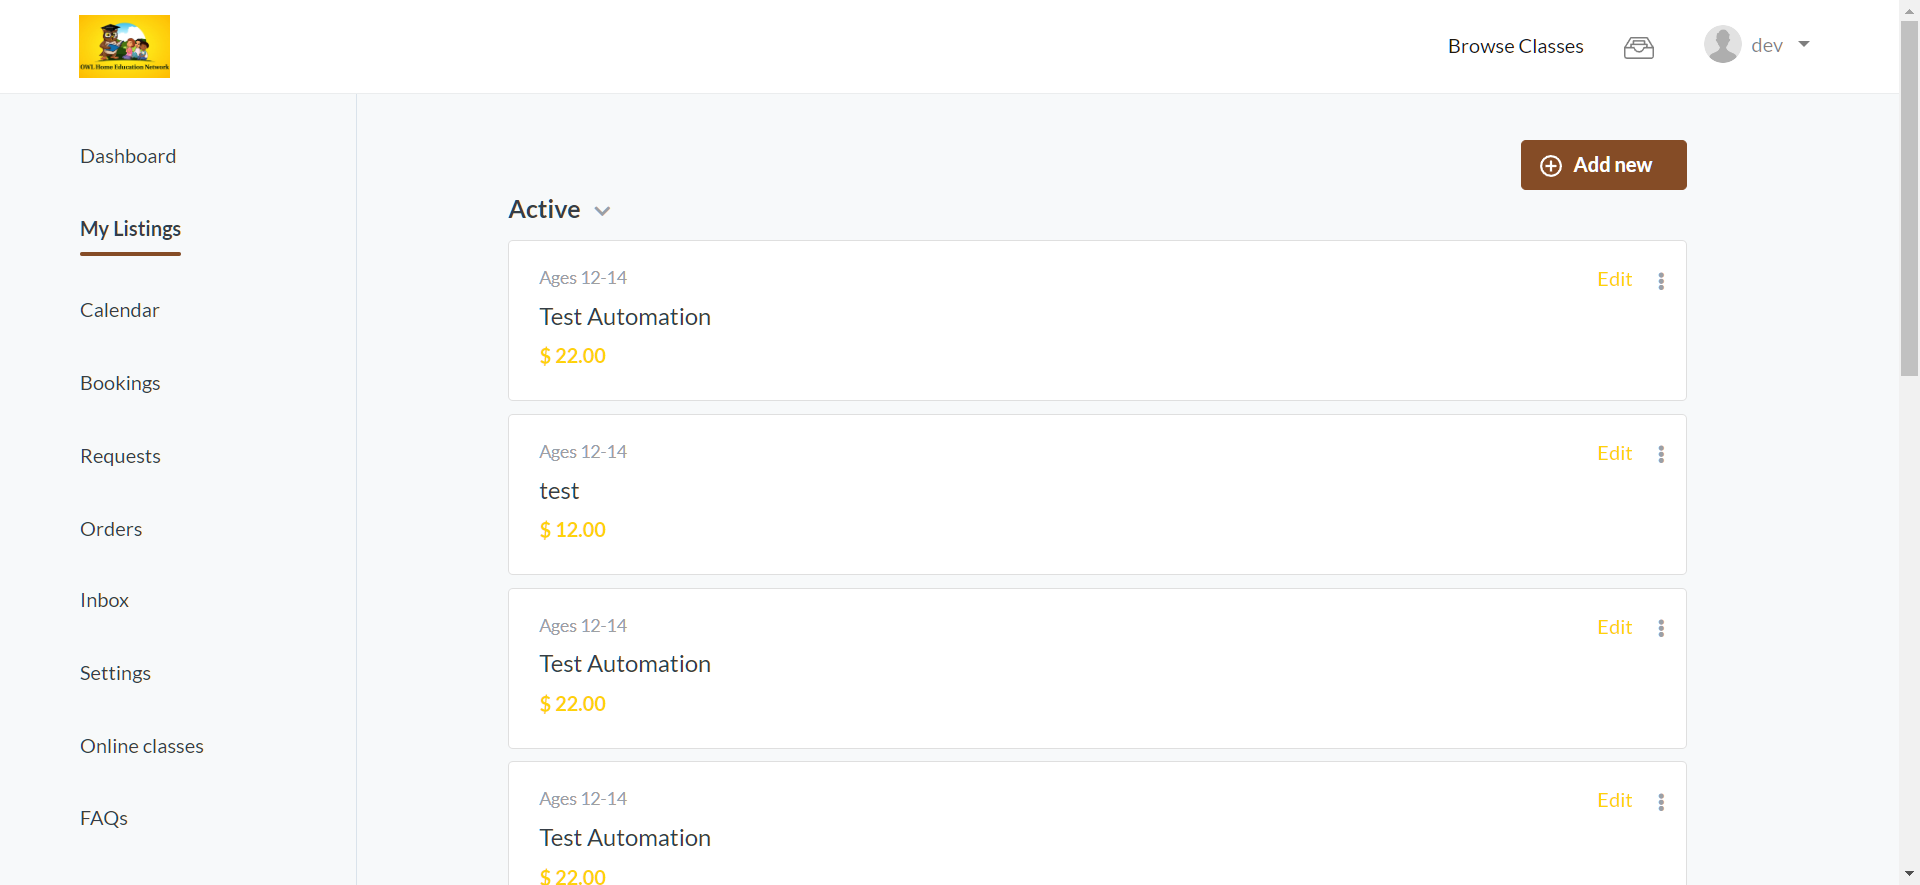 OWL Home Education Network
Browse Classes
dev
Dashboard
My Listings
Calendar
Bookings
Requests
Orders
Inbox
Settings
Online classes
FAQs
Add new
Active
Ages 12-14
Edit
Test Automation
$ 22.00
Ages 12-14
Edit
test
$ 12.00
Ages 12-14
Edit
Test Automation
$ 22.00
Ages 12-14
Edit
Test Automation
$ 22.00